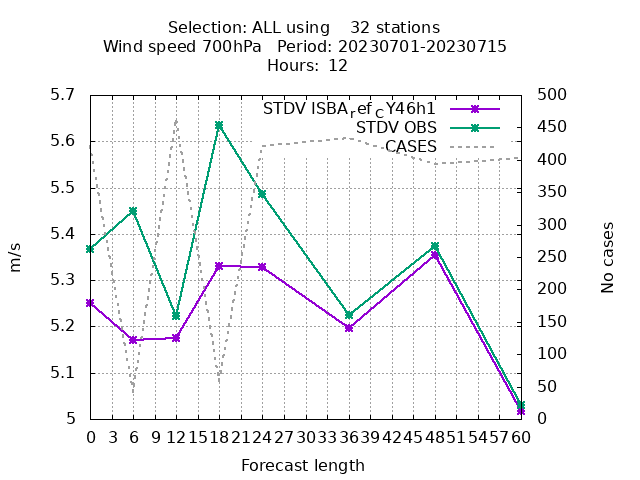 Selection: ALL using    32 stations
Wind speed 700hPa   Period: 20230701-20230715
Hours:  12
STDV ISBA_ref_CY46h1
STDV OBS
CASES
5.7
5.6
5.5
5.4
5.3
5.2
5.1
5
m/s
500
450
400
350
300
250
200
150
100
50
0
No cases
0 3 6 9 12 15 18 21 24 27 30 33 36 39 42 45 48 51 54 57 60
Forecast length